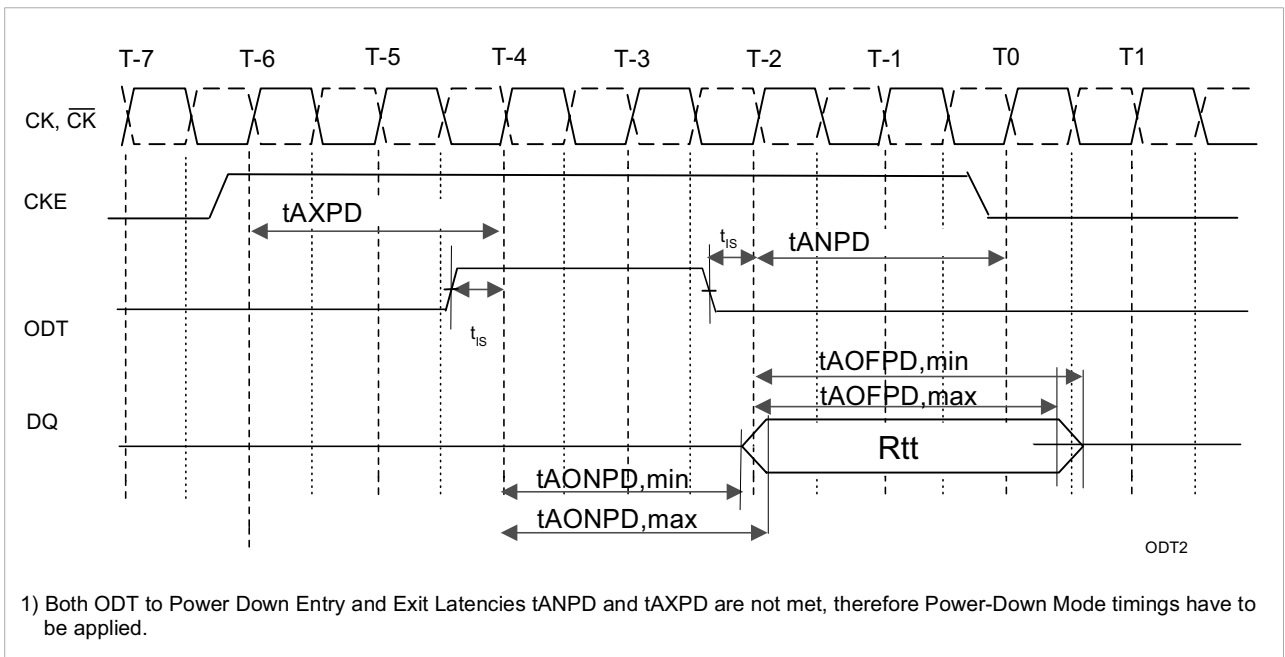 T-7 T-6 T-5 T-4 T-3 T-2 T-1 T0 T1
CK, C̅K̅
CKE
tAXPD
tIS
tANPD
ODT
tIS
tAOFPD,min
tAOFPD,max
DQ
Rtt
tAONPD,min
tAONPD,max
ODT2
1) Both ODT to Power Down Entry and Exit Latencies tANPD and tAXPD are not met, therefore Power-Down Mode timings have to
be applied.